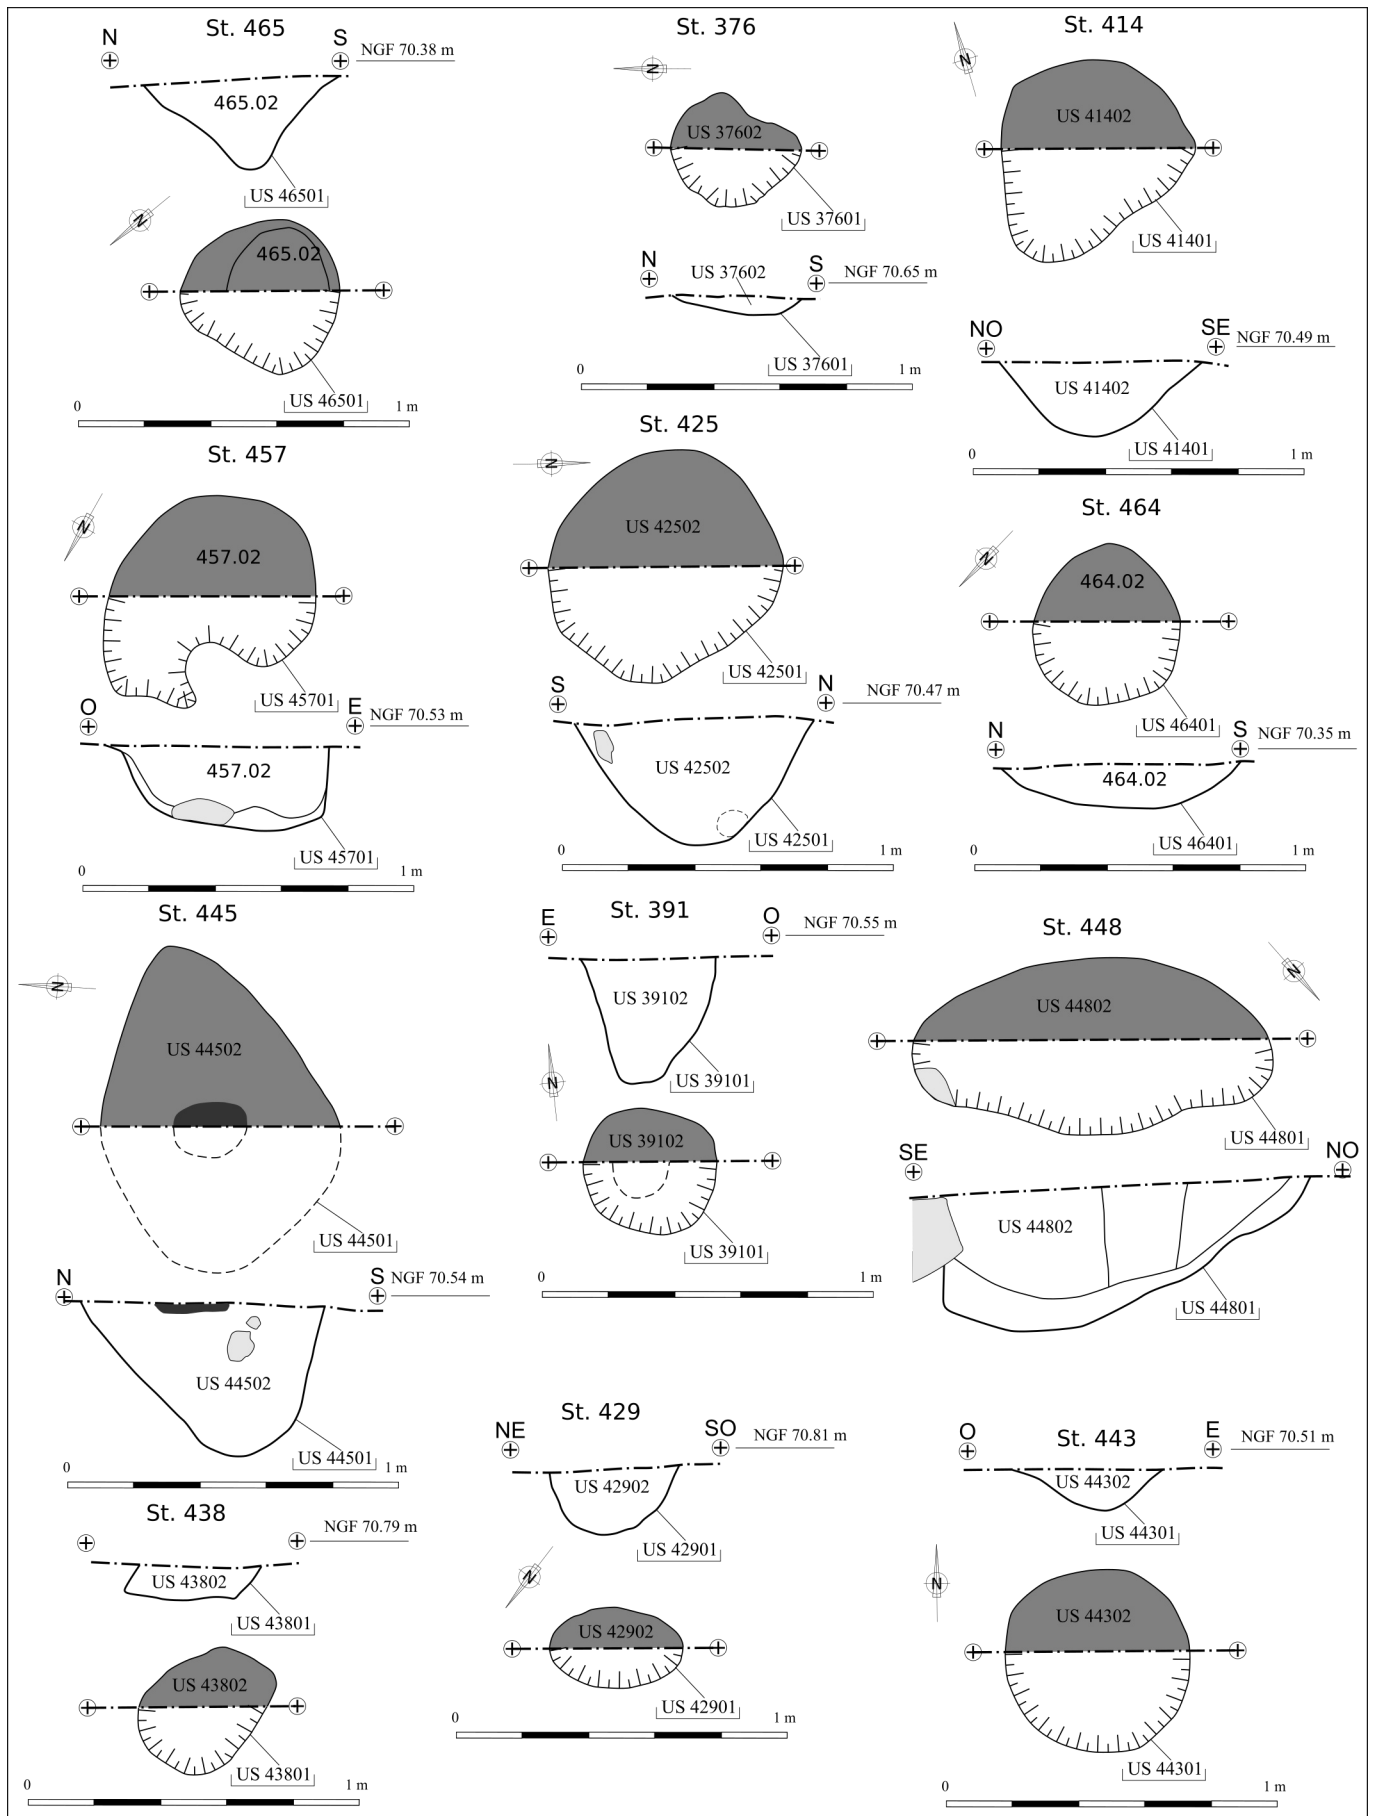 St. 465
N
S
NGF 70.38 m
465.02
US 46501
N
465.02
US 46501
0
1 m
St. 376
N
US 37602
US 37601
N
US 37602
S
NGF 70.65 m
US 37601
0
1 m
St. 414
N
US 41402
US 41401
NO
SE
NGF 70.49 m
US 41402
US 41401
0
1 m
St. 457
N
457.02
US 45701
O
E
NGF 70.53 m
457.02
US 45701
0
1 m
St. 425
N
US 42502
US 42501
S
N
NGF 70.47 m
US 42502
US 42501
0
1 m
St. 464
N
464.02
US 46401
N
S
NGF 70.35 m
464.02
US 46401
0
1 m
St. 445
N
US 44502
US 44501
N
S
NGF 70.54 m
US 44502
US 44501
0
1 m
St. 391
E
O
NGF 70.55 m
US 39102
US 39101
N
US 39102
US 39101
0
1 m
St. 448
N
US 44802
US 44801
SE
NO
US 44802
US 44801
St. 438
NGF 70.79 m
US 43802
US 43801
US 43802
US 43801
0
1 m
St. 429
NE
SO
NGF 70.81 m
US 42902
US 42901
N
US 42902
US 42901
0
1 m
St. 443
O
E
NGF 70.51 m
US 44302
US 44301
N
US 44302
US 44301
0
1 m